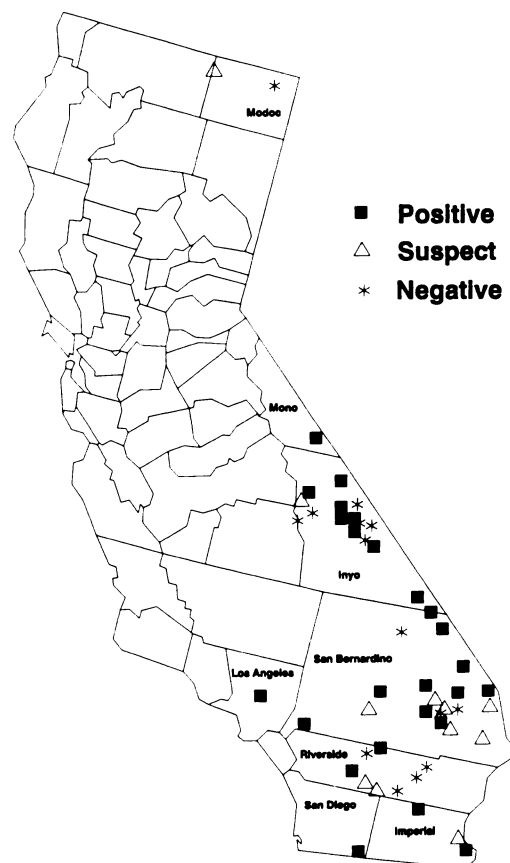 Modoc
Positive
Suspect
Negative
Mono
Inyo
San Bernardino
Los Angeles
Riverside
San Diego
Imperial